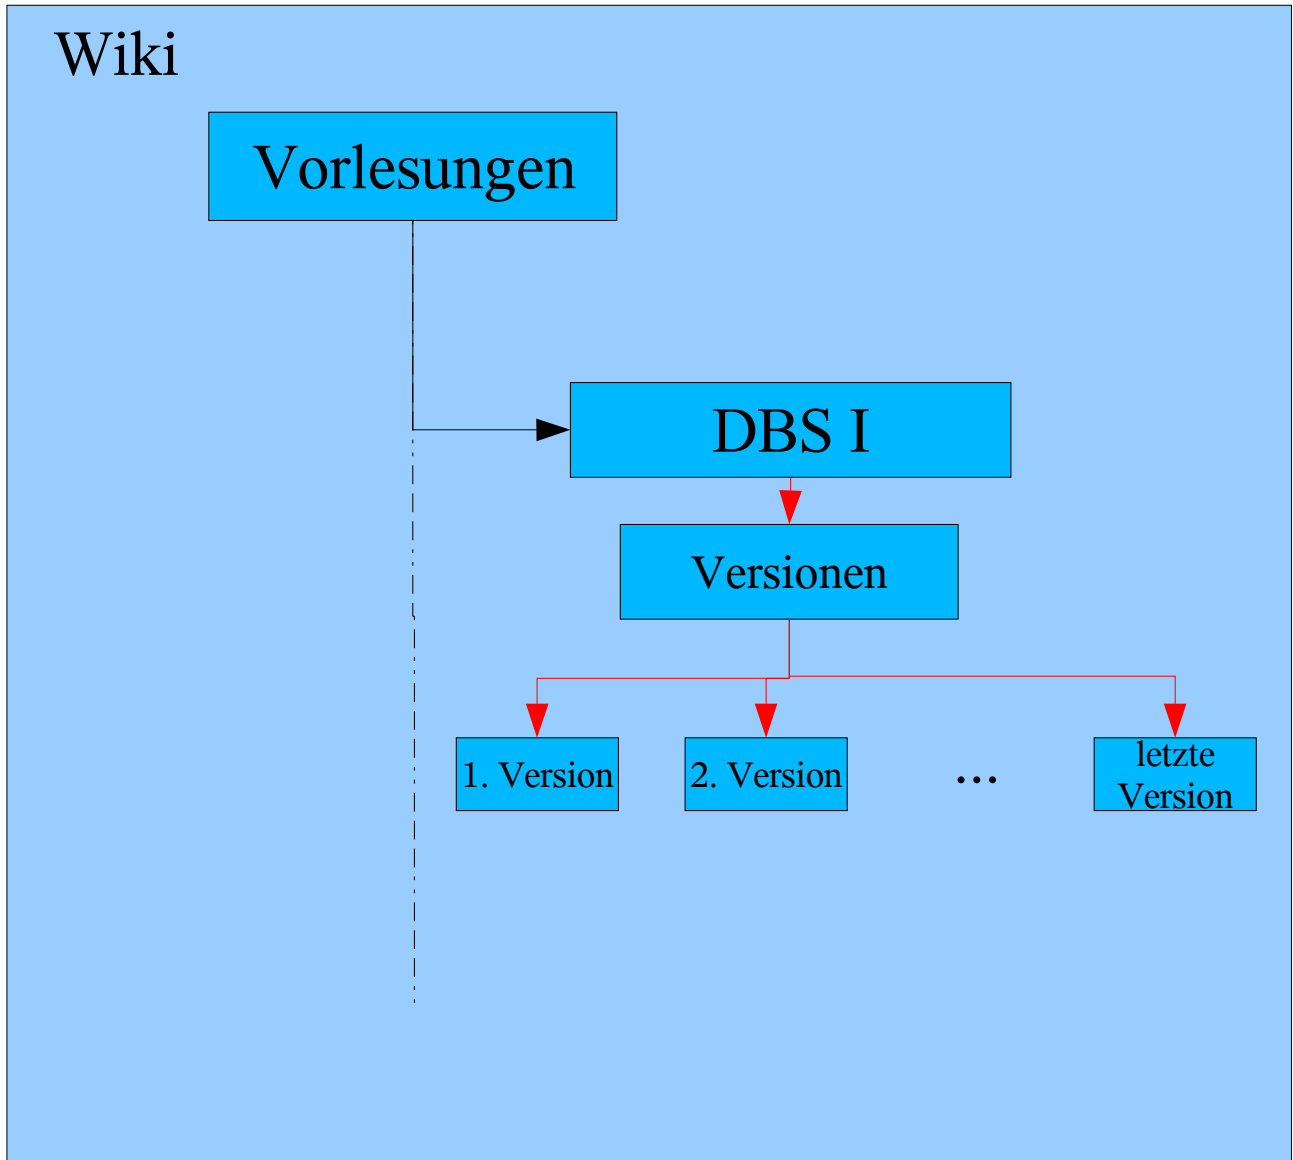 Wiki
Vorlesungen
DBS I
Versionen
1. Version
2. Version
...
letzte
Version